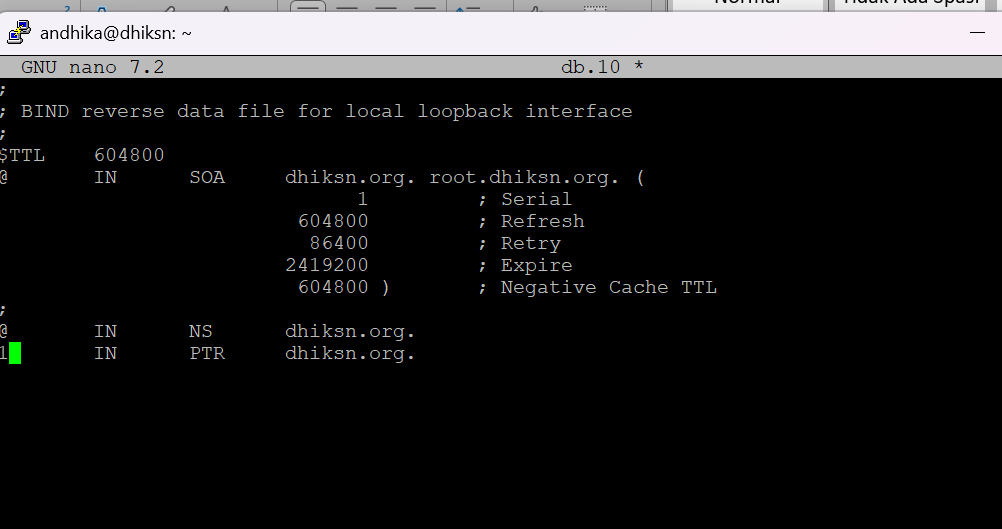 andhika@dhiksn: ~
GNU nano 7.2 db.10 *
;
; BIND reverse data file for local loopback interface
;
$TTL 604800
@ IN SOA dhiksn.org. root.dhiksn.org. (
1 ; Serial
604800 ; Refresh
86400 ; Retry
2419200 ; Expire
604800 ) ; Negative Cache TTL
;
@ IN NS dhiksn.org.
1 IN PTR dhiksn.org.